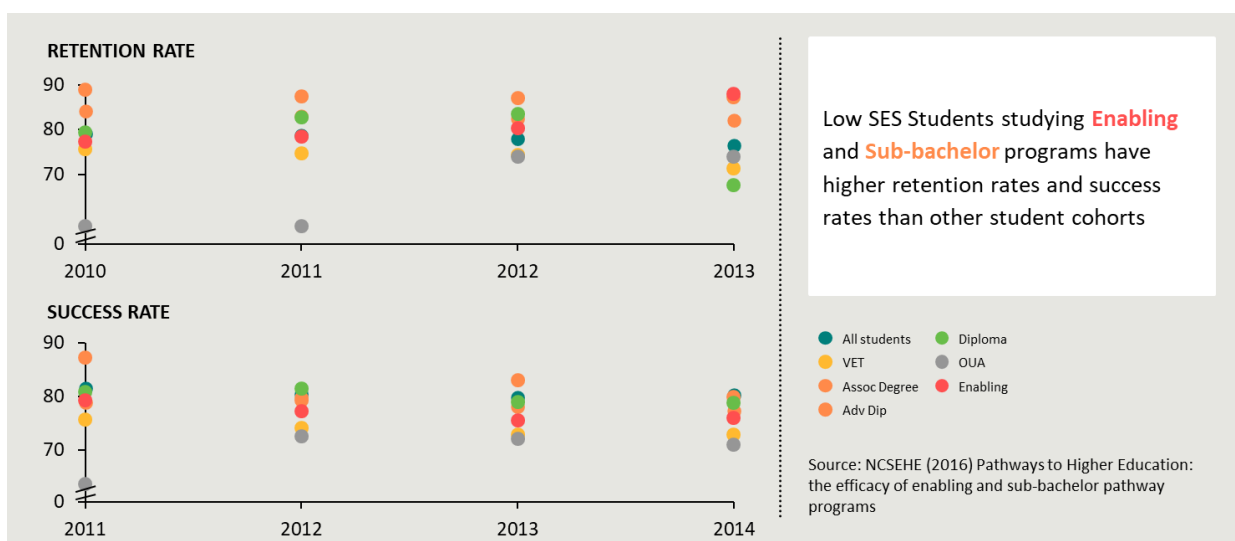 RETENTION RATE
90
80
70
0
2010 2011 2012 2013
SUCCESS RATE
90
80
70
0
2011 2012 2013 2014
Low SES Students studying Enabling
and Sub-bachelor programs have
higher retention rates and success
rates than other student cohorts
All students Diploma
VET OUA
Assoc Degree Enabling
Adv Dip
Source: NCSEHE (2016) Pathways to Higher Education:
the efficacy of enabling and sub-bachelor pathway
programs